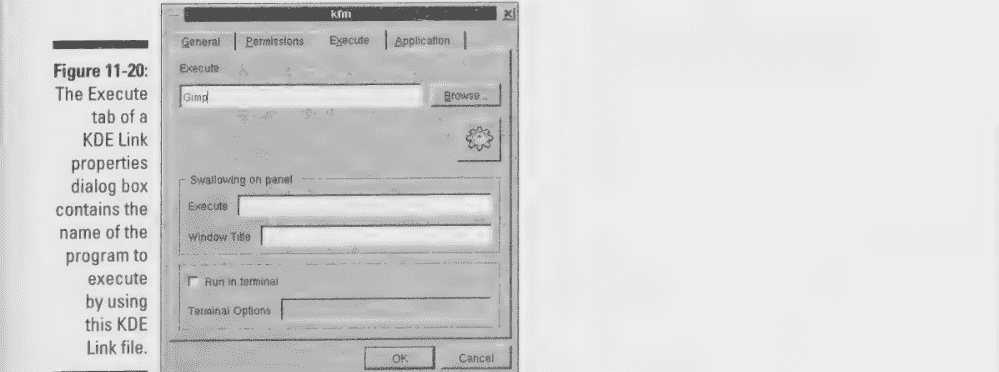 Figure 11-20:
The Execute
tab of a
KDE Link
properties
dialog box
contains the
name of the
program to
execute
by using
this KDE
Link file.
kfm
General Permissions Execute Application
Execute
Gimp
Browse...
Swallowing on panel
Execute
Window Title
Run in terminal
Terminal Options
OK Cancel